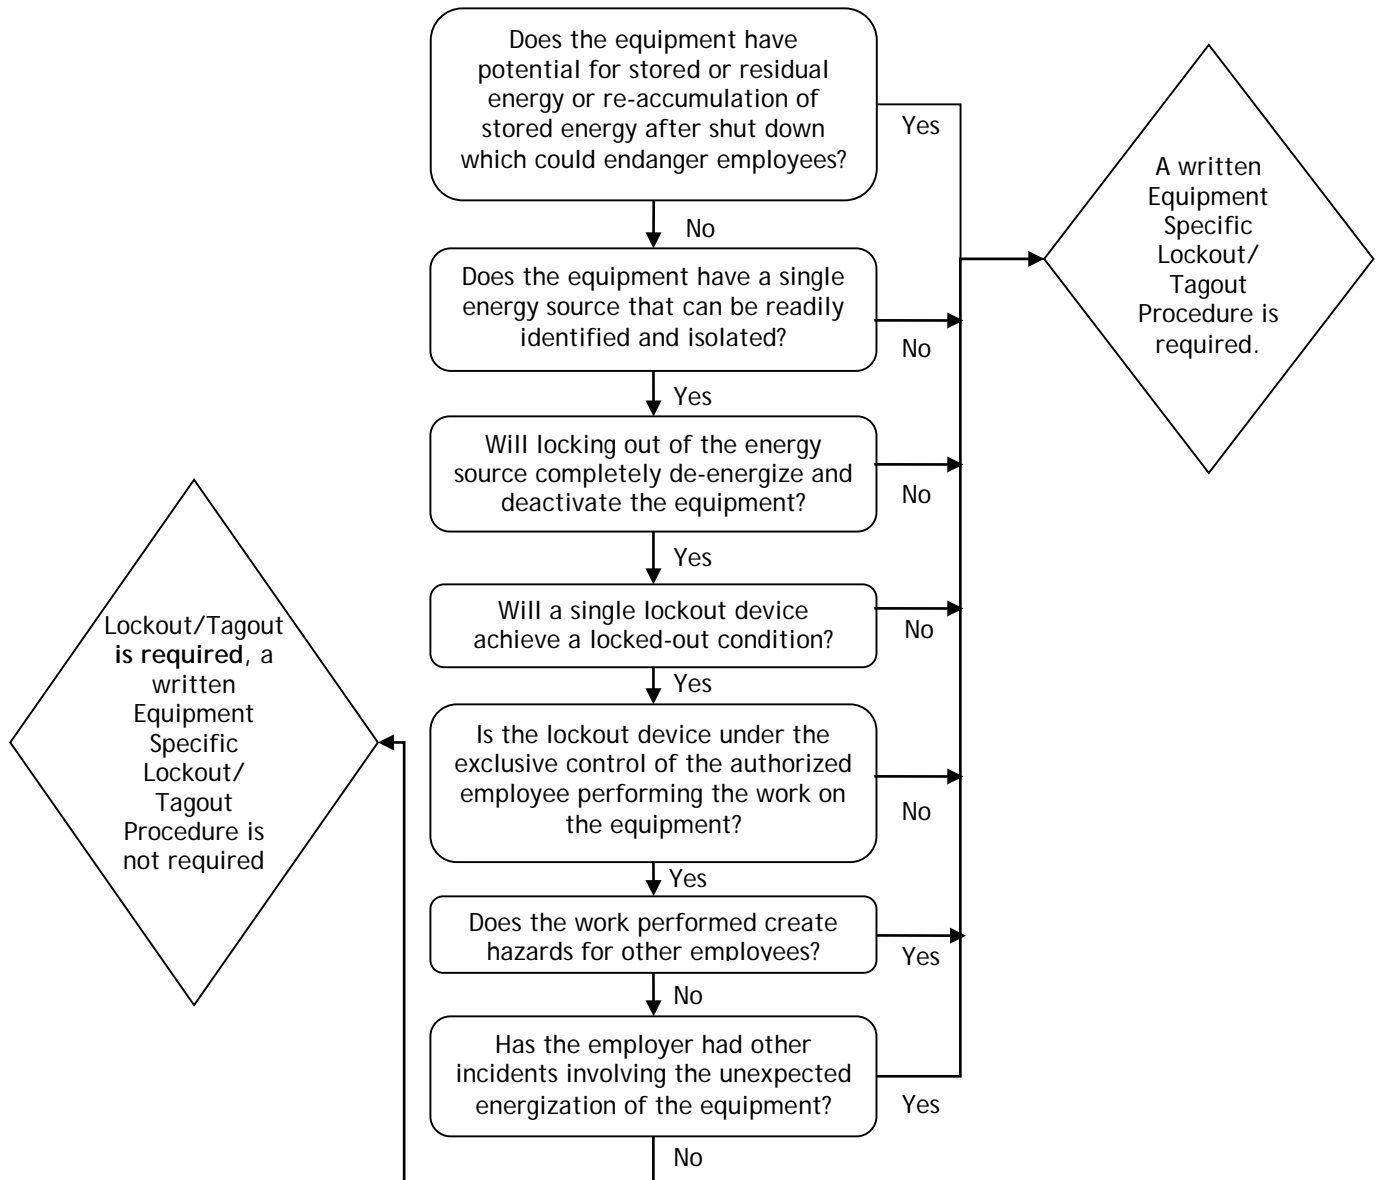 Does the equipment have
potential for stored or residual
energy or re-accumulation of
stored energy after shut down
which could endanger employees?
Yes
No
A written
Equipment
Specific
Lockout/
Tagout
Procedure is
required.
Does the equipment have a single
energy source that can be readily
identified and isolated?
No
Yes
Will locking out of the energy
source completely de-energize and
deactivate the equipment?
No
Yes
Will a single lockout device
achieve a locked-out condition?
No
Yes
Lockout/Tagout
is required, a
written
Equipment
Specific
Lockout/
Tagout
Procedure is
not required
Is the lockout device under the
exclusive control of the authorized
employee performing the work on
the equipment?
No
Yes
Does the work performed create
hazards for other employees?
Yes
No
Has the employer had other
incidents involving the unexpected
energization of the equipment?
Yes
No